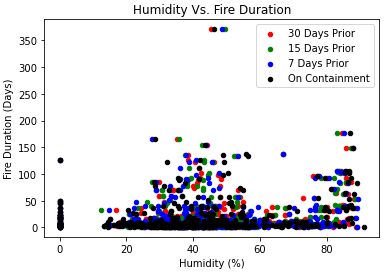 Humidity Vs. Fire Duration
30 Days Prior
15 Days Prior
7 Days Prior
On Containment
Fire Duration (Days)
350
300
250
200
150
100
50
0
0 20 40 60 80
Humidity (%)